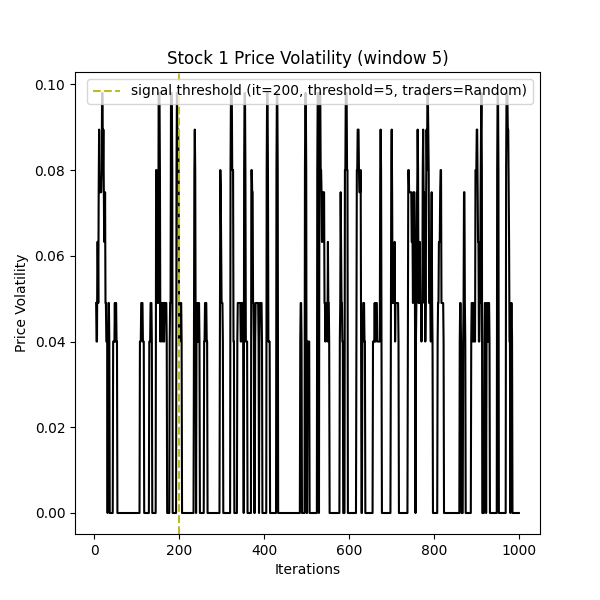 Stock 1 Price Volatility (window 5)
signal threshold (it=200, threshold=5, traders=Random)
0.10
0.08
0.06
0.04
0.02
0.00
Price Volatility
0 200 400 600 800 1000
Iterations